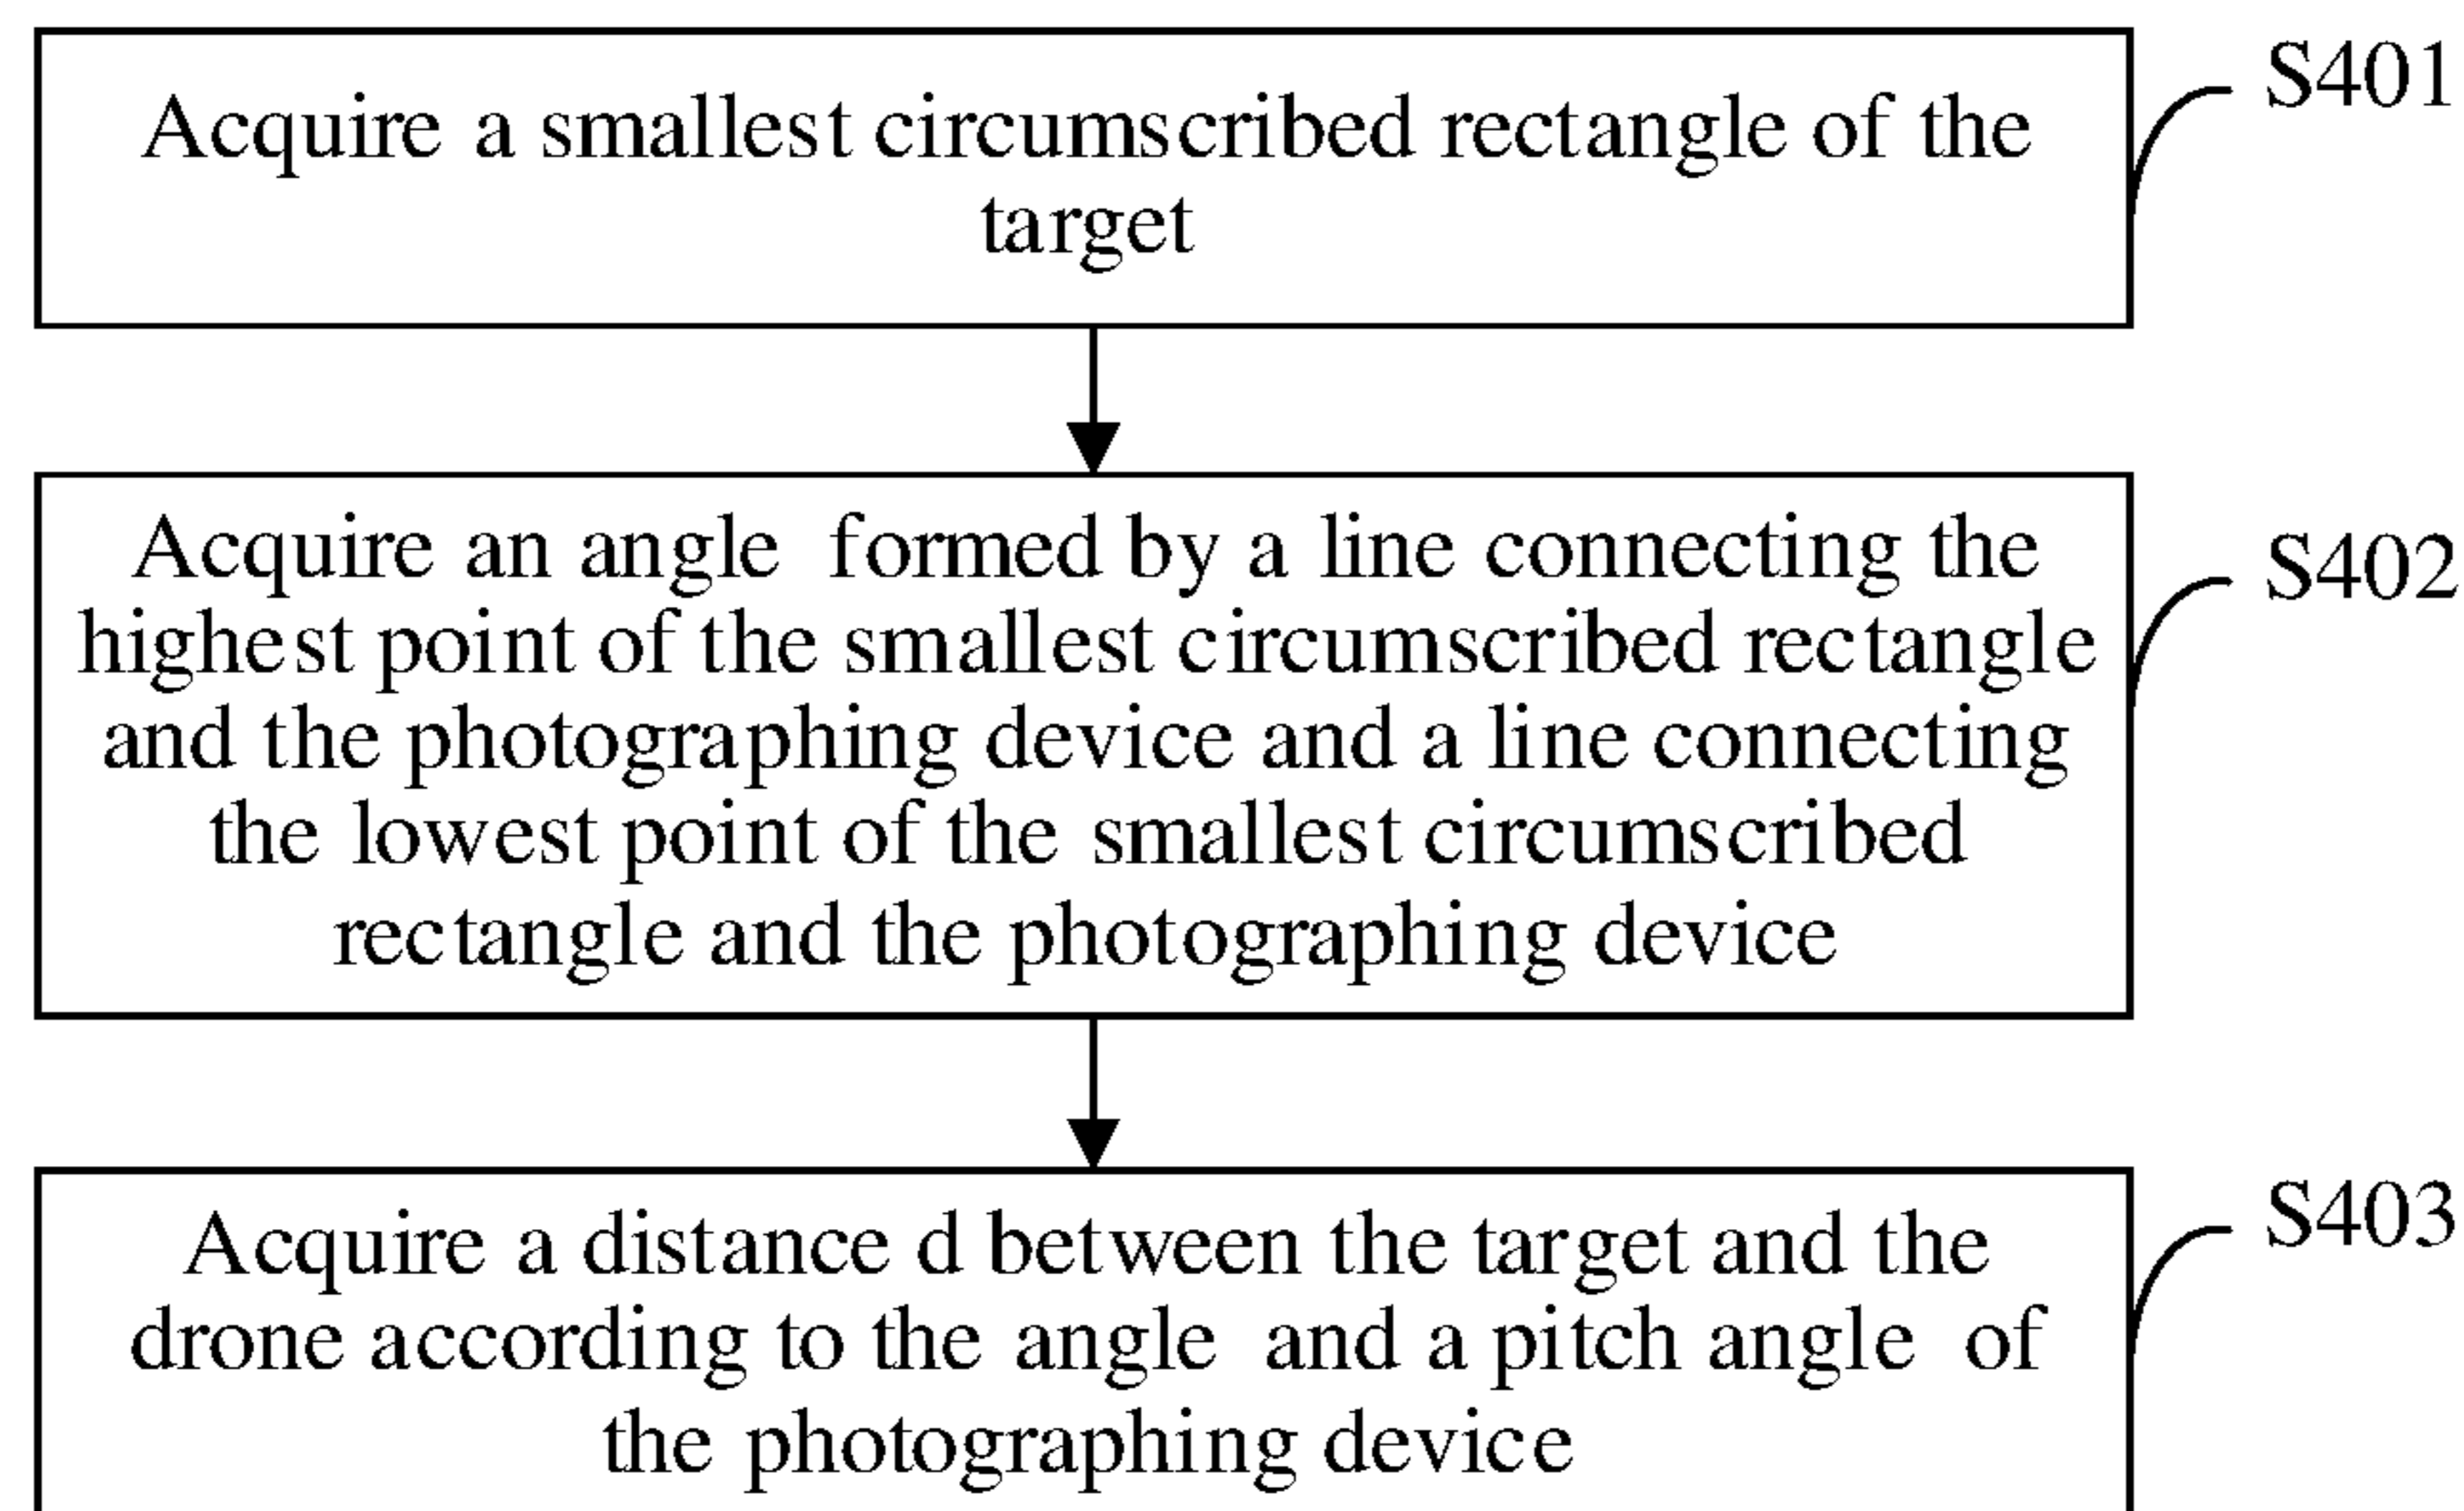 Acquire a smallest circumscribed rectangle of the
target
S401
Acquire an angle formed by a line connecting the
highest point of the smallest circumscribed rectangle
and the photographing device and a line connecting
the lowest point of the smallest circumscribed
rectangle and the photographing device
S402
Acquire a distance d between the target and the
drone according to the angle and a pitch angle of
the photographing device
S403